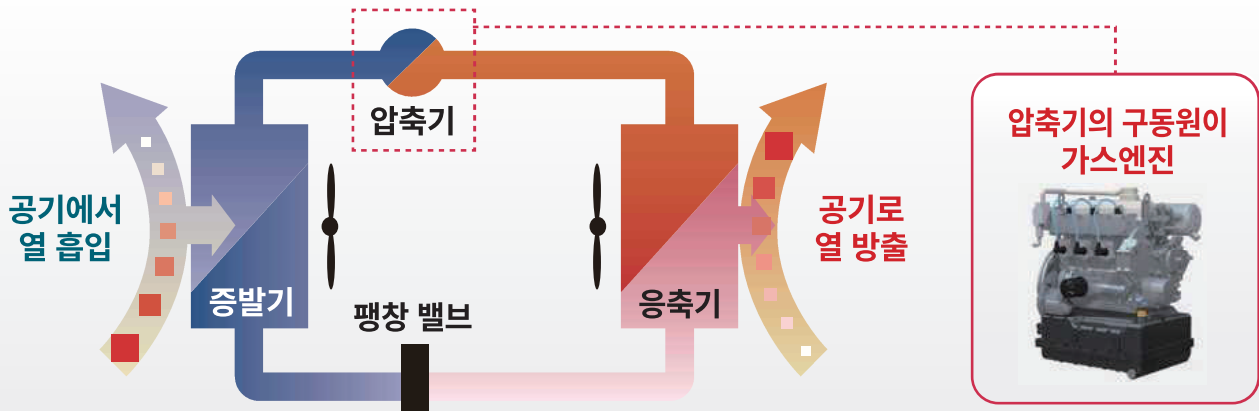 압축기
압축기의 구동원이
가스엔진
공기에서
열 흡입
공기로
열 방출
증발기
팽창 밸브
응축기